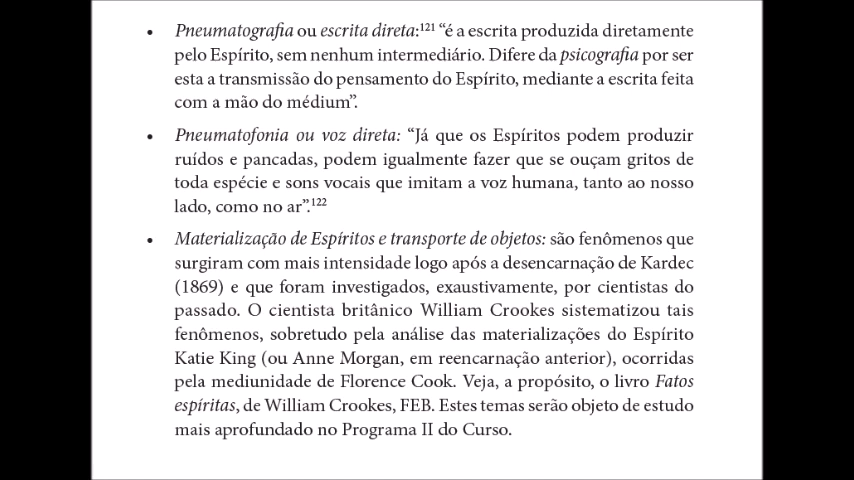 • Pneumatografia ou escrita direta:¹²¹ “é a escrita produzida diretamente
pelo Espírito, sem nenhum intermediário. Difere da psicografia por ser
esta a transmissão do pensamento do Espírito, mediante a escrita feita
com a mão do médium”.
• Pneumatofonia ou voz direta: “Já que os Espíritos podem produzir
ruídos e pancadas, podem igualmente fazer que se ouçam gritos de
toda espécie e sons vocais que imitam a voz humana, tanto ao nosso
lado, como no ar”.¹²²
• Materialização de Espíritos e transporte de objetos: são fenômenos que
surgiram com mais intensidade logo após a desencarnação de Kardec
(1869) e que foram investigados, exaustivamente, por cientistas do
passado. O cientista britânico William Crookes sistematizou tais
fenômenos, sobretudo pela análise das materializações do Espírito
Katie King (ou Anne Morgan, em reencarnação anterior), ocorridas
pela mediunidade de Florence Cook. Veja, a propósito, o livro Fatos
espíritas, de William Crookes, FEB. Estes temas serão objeto de estudo
mais aprofundado no Programa II do Curso.